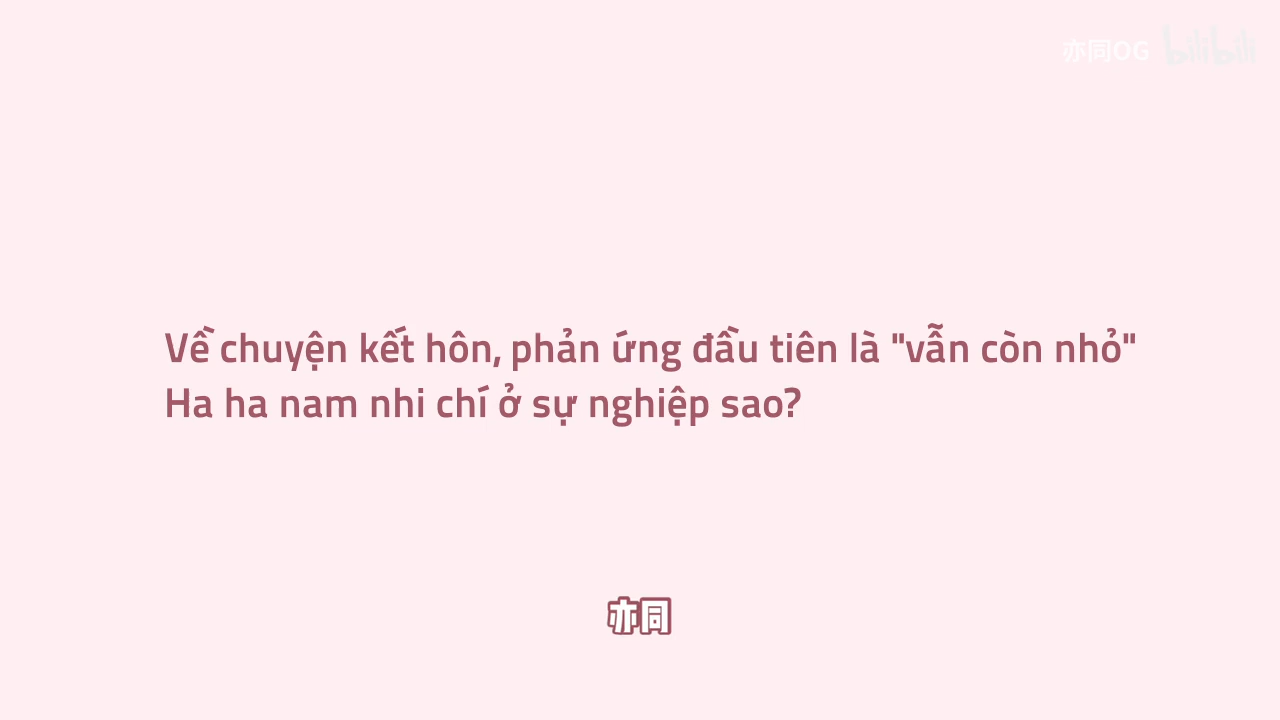 亦同OG bilibili
Về chuyện kết hôn, phản ứng đầu tiên là "vẫn còn nhỏ"
Ha ha nam nhi chí ở sự nghiệp sao?
亦同